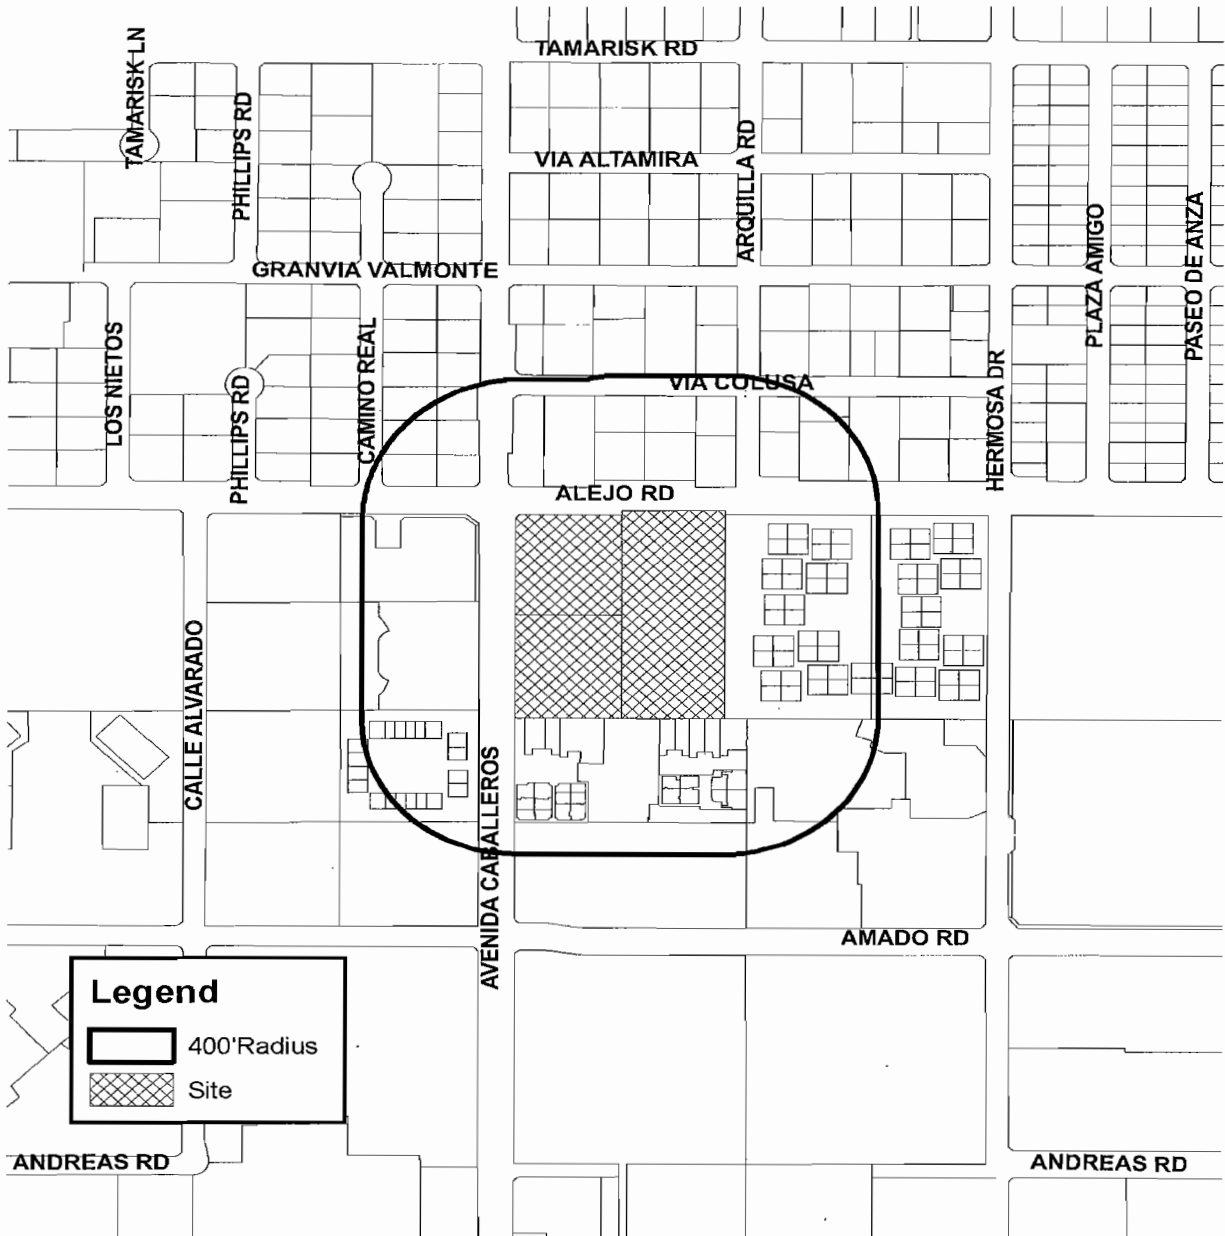 TAMARISK LN
TAMARISK RD
PHILLIPS RD
VIA ALTAMIRA
ARQUILLA RD
PLAZA AMIGO
PASEO DE ANZA
GRANVIA VALMONTE
LOS NIETOS
CAMINO REAL
PHILLIPS RD
VIA COLUSA
HERMOSA DR
ALEJO RD
CALLE ALVARADO
AVENIDA CABALLEROS
AMADO RD
Legend
400'Radius
Site
ANDREAS RD
ANDREAS RD